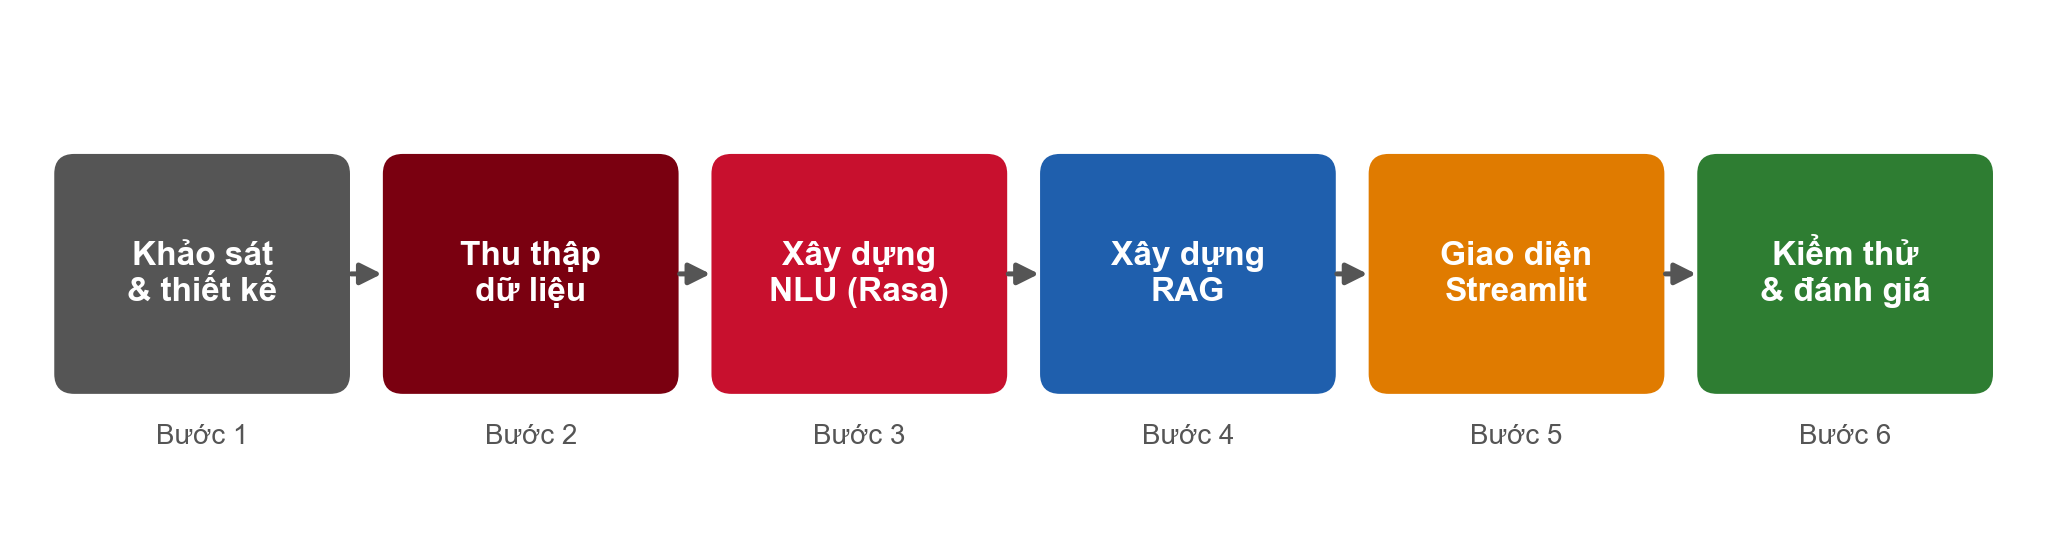 Khảo sát
& thiết kế
Thu thập
dữ liệu
Xây dựng
NLU (Rasa)
Xây dựng
RAG
Giao diện
Streamlit
Kiểm thử
& đánh giá
Bước 1
Bước 2
Bước 3
Bước 4
Bước 5
Bước 6